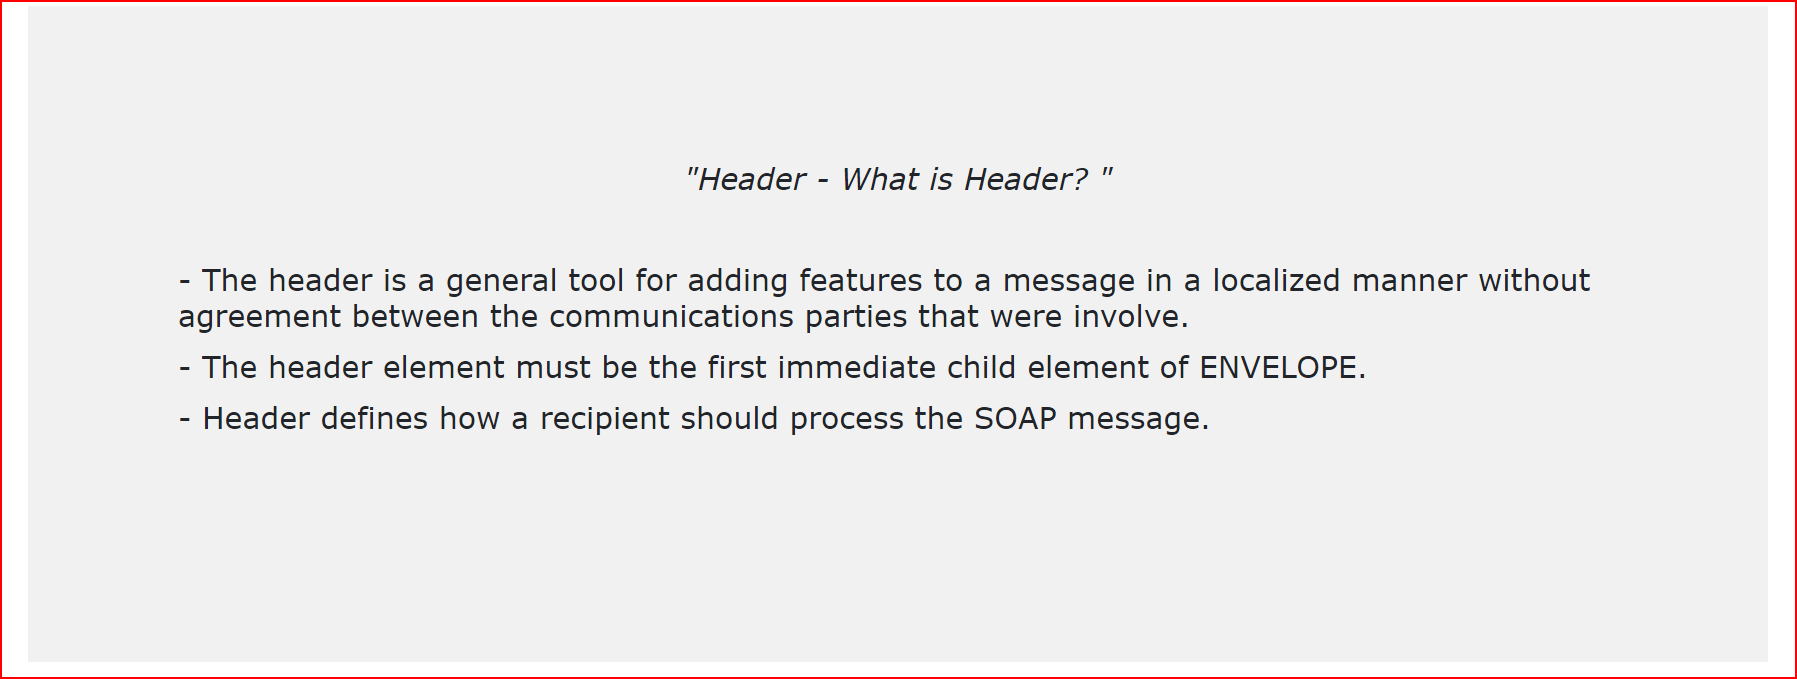 "Header - What is Header? "
- The header is a general tool for adding features to a message in a localized manner without
agreement between the communications parties that were involve.
- The header element must be the first immediate child element of ENVELOPE.
- Header defines how a recipient should process the SOAP message.